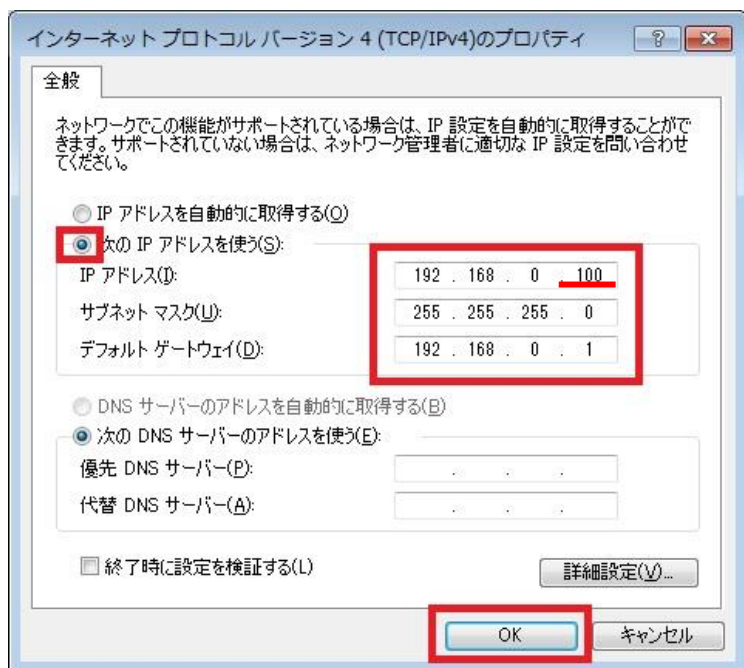 インターネット プロトコル バージョン 4 (TCP/IPv4)のプロパティ
全般
ネットワークでこの機能がサポートされている場合は、IP 設定を自動的に取得することがで
きます。サポートされていない場合は、ネットワーク管理者に適切な IP 設定を問い合わせ
てください。
IP アドレスを自動的に取得する(O)
次の IP アドレスを使う(S):
IP アドレス(I): 192 . 168 . 0 . 100
サブネット マスク(U): 255 . 255 . 255 . 0
デフォルト ゲートウェイ(D): 192 . 168 . 0 . 1
DNS サーバーのアドレスを自動的に取得する(B)
次の DNS サーバーのアドレスを使う(E):
優先 DNS サーバー(P): . . .
代替 DNS サーバー(A): . . .
終了時に設定を検証する(L)
詳細設定(V)...
OK キャンセル